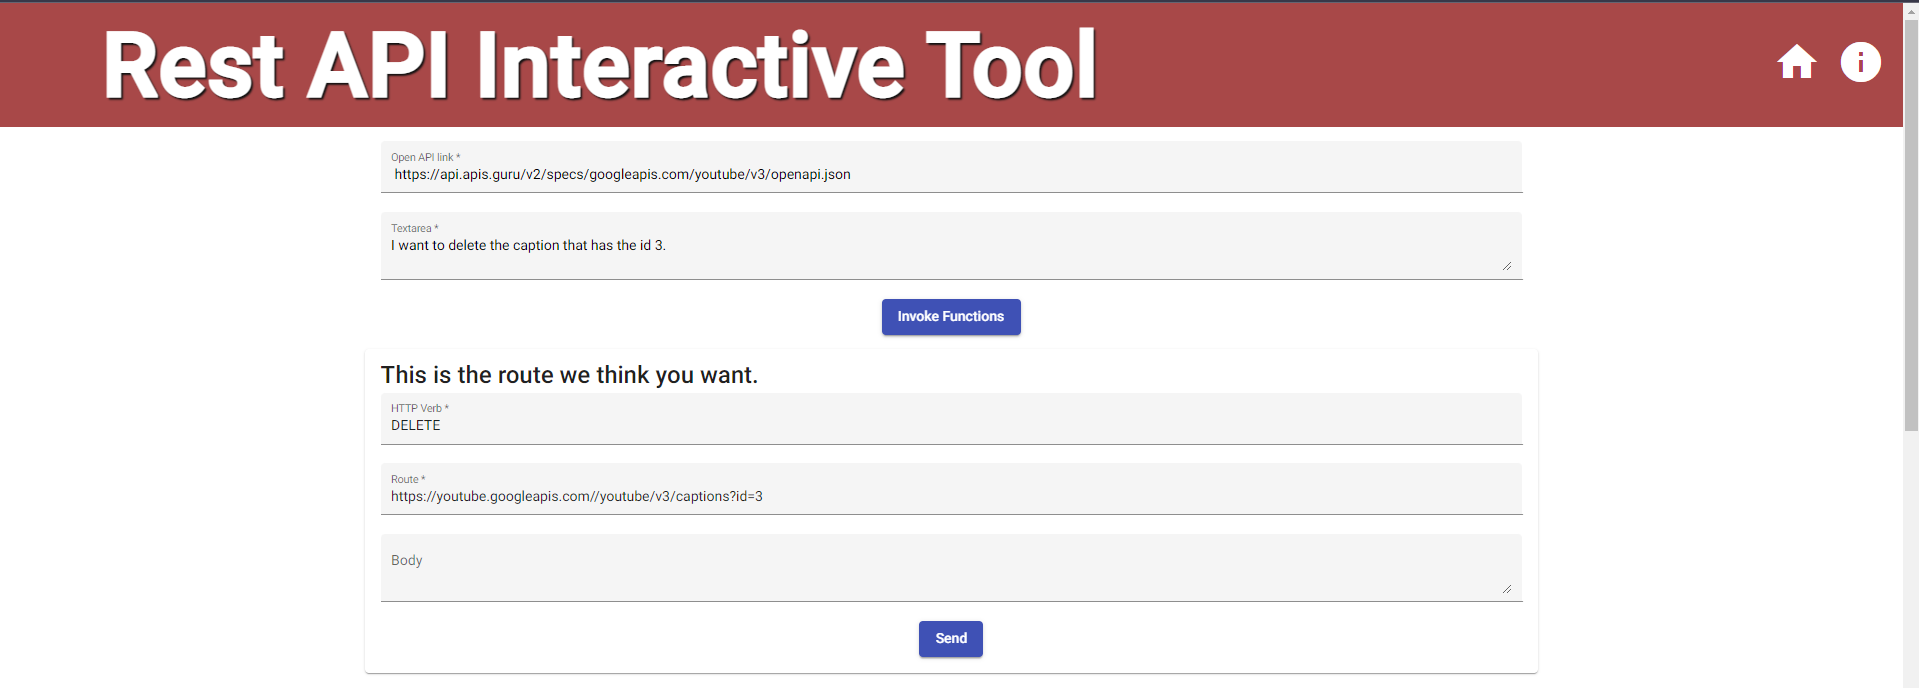 Rest API Interactive Tool
Open API link *
https://api.apis.guru/v2/specs/googleapis.com/youtube/v3/openapi.json
Textarea *
I want to delete the caption that has the id 3.
Invoke Functions
This is the route we think you want.
HTTP Verb *
DELETE
Route *
https://youtube.googleapis.com//youtube/v3/captions?id=3
Body
Send